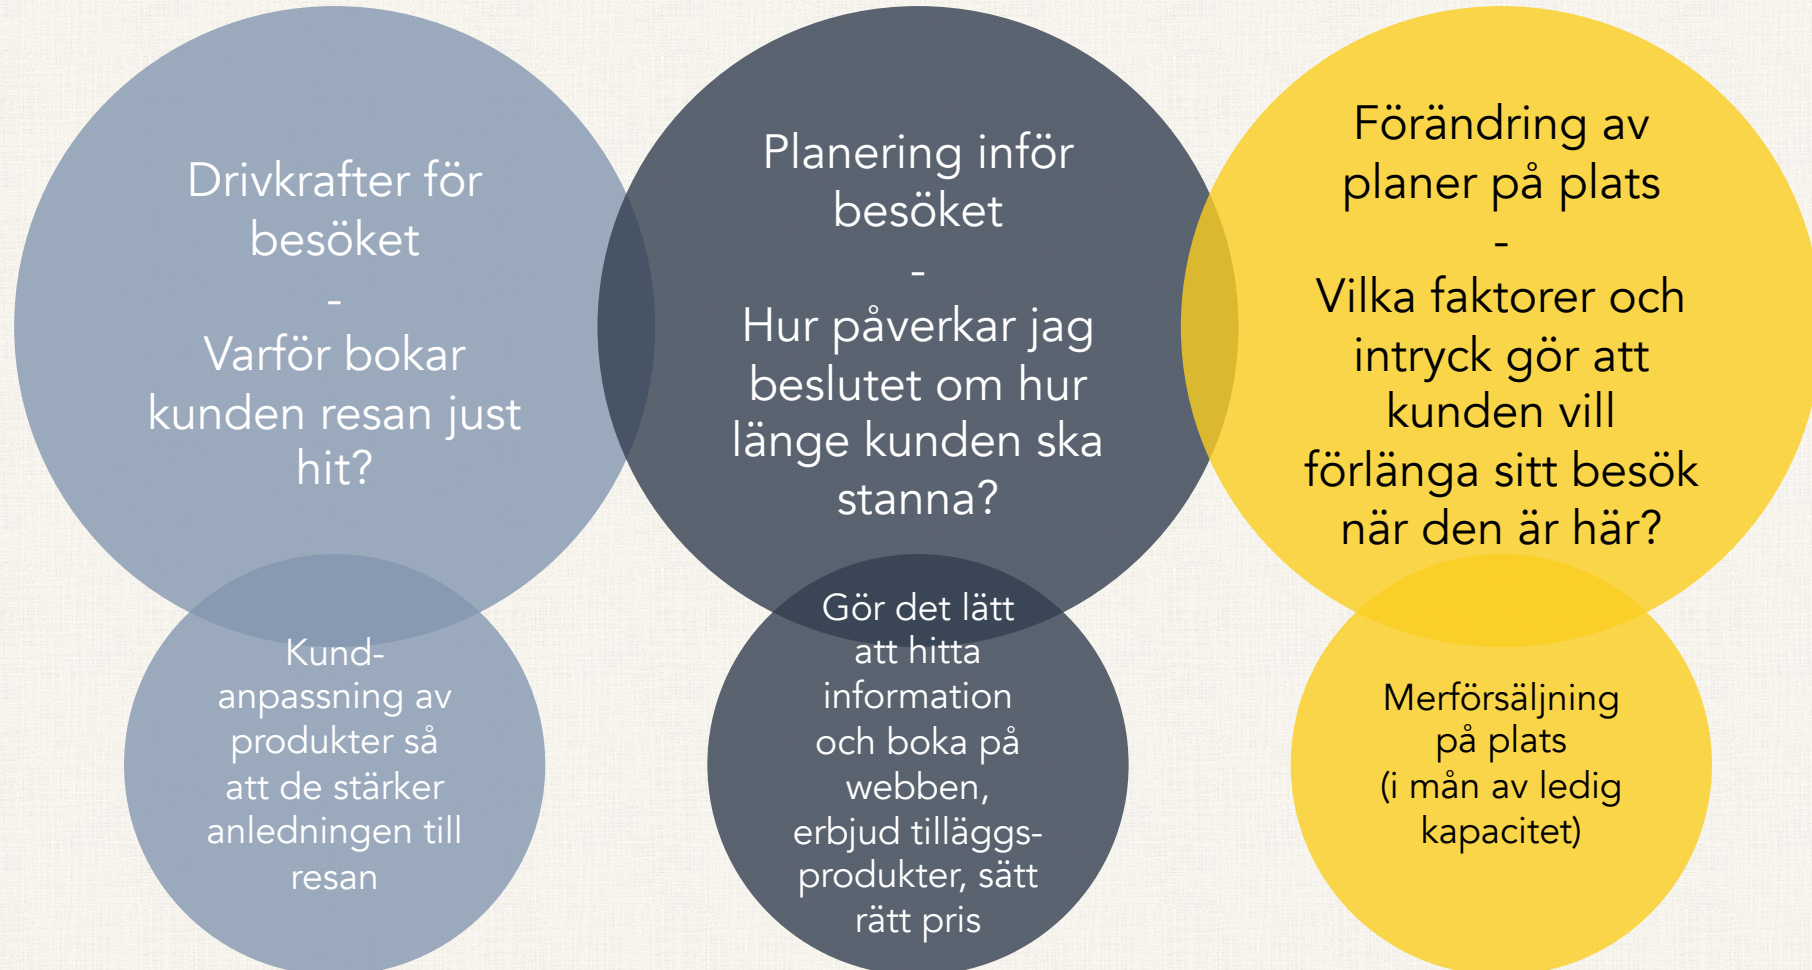 Drivkrafter för
besöket
-
Varför bokar
kunden resan just
hit?
Kund-
anpassning av
produkter så
att de stärker
anledningen till
resan
Planering inför
besöket
-
Hur påverkar jag
beslutet om hur
länge kunden ska
stanna?
Gör det lätt
att hitta
information
och boka på
webben,
erbjud tilläggs-
produkter, sätt
rätt pris
Förändring av
planer på plats
-
Vilka faktorer och
intryck gör att
kunden vill
förlänga sitt besök
när den är här?
Merförsäljning
på plats
(i mån av ledig
kapacitet)